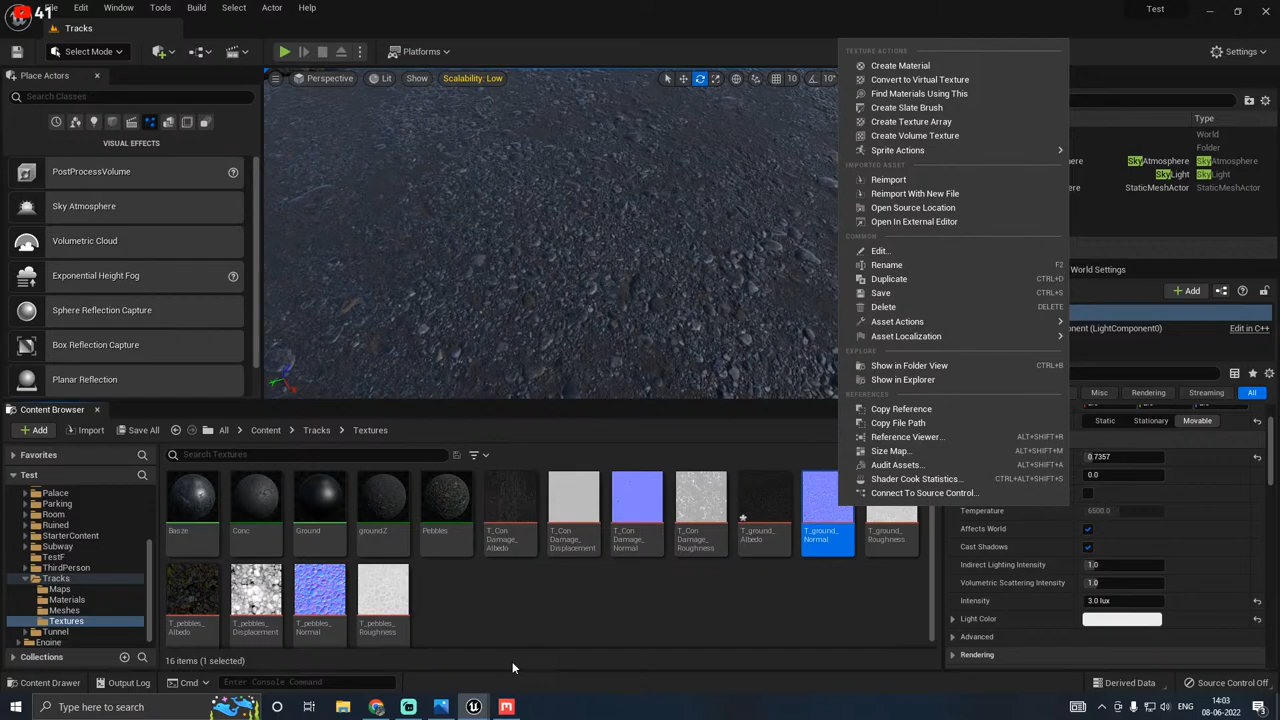 41
File Edit Window Tools Build Select Actor Help
Test
Tracks
Select Mode
Platforms
Settings
Place Actors
Search Classes
VISUAL EFFECTS
PostProcessVolume
Sky Atmosphere
Volumetric Cloud
Exponential Height Fog
Sphere Reflection Capture
Box Reflection Capture
Planar Reflection
Perspective
Lit
Show
Scalability: Low
10
10°
TEXTURE ACTIONS
Create Material
Convert to Virtual Texture
Find Materials Using This
Create Slate Brush
Create Texture Array
Create Volume Texture
Sprite Actions
IMPORTED ASSET
Reimport
Reimport With New File
Open Source Location
Open In External Editor
COMMON
Edit...
Rename F2
Duplicate CTRL+D
Save CTRL+S
Delete DELETE
Asset Actions
Asset Localization
EXPLORE
Show in Folder View CTRL+B
Show in Explorer
REFERENCES
Copy Reference
Copy File Path
Reference Viewer... ALT+SHIFT+R
Size Map... ALT+SHIFT+M
Audit Assets... ALT+SHIFT+A
Shader Cook Statistics... CTRL+ALT+SHIFT+S
Connect To Source Control...
Type
World
Folder
SkyAtmosphere SkyAtmosphere
SkyLight SkyLight
StaticMeshActor
World Settings
Add
(LightComponent0) Edit in C++
Misc Rendering Streaming All
Static Stationary Movable
0.7357
0.0
Temperature 6500.0
Affects World
Cast Shadows
Indirect Lighting Intensity 1.0
Volumetric Scattering Intensity 1.0
Intensity 3.0 lux
Light Color
Advanced
Rendering
Content Browser
Add Import Save All All Content Tracks Textures
Favorites
Test
Palace
Parking
Room
Ruined
StarterContent
Subway
TestF
ThirdPerson
Tracks
Maps
Materials
Meshes
Textures
Tunnel
Engine
Collections
Search Textures
Basze
Conc
Ground
groundZ
Pebbles
T_Con
Damage_
Albedo
T_Con
Damage_
Displacement
T_Con
Damage_
Normal
T_Con
Damage_
Roughness
T_ground_
Albedo
T_ground_
Normal
T_ground_
Roughness
T_pebbles_
Albedo
T_pebbles_
Displacement
T_pebbles_
Normal
T_pebbles_
Roughness
16 items (1 selected)
Content Drawer
Output Log
Cmd
Enter Console Command
Derived Data
Source Control Off
Type here to search
ENG
14:03
08-06-2022
3